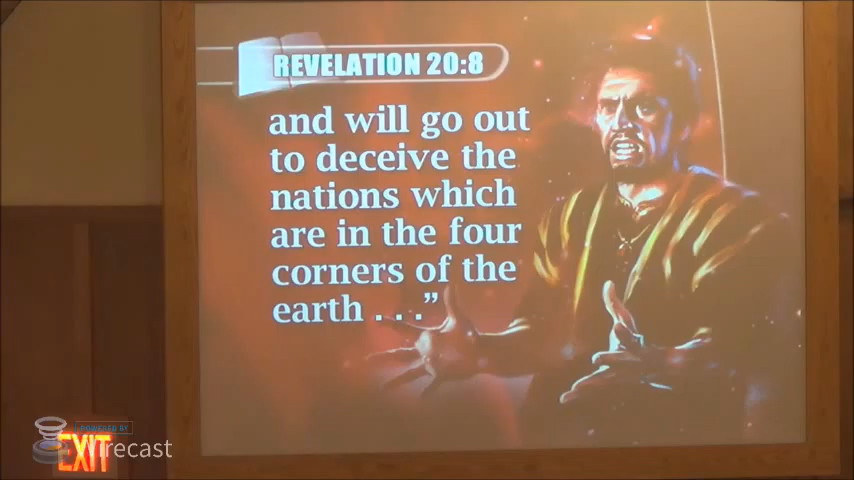 REVELATION 20:8
and will go out
to deceive the
nations which
are in the four
corners of the
earth . . .”
POWERED BY
Wirecast
EXIT